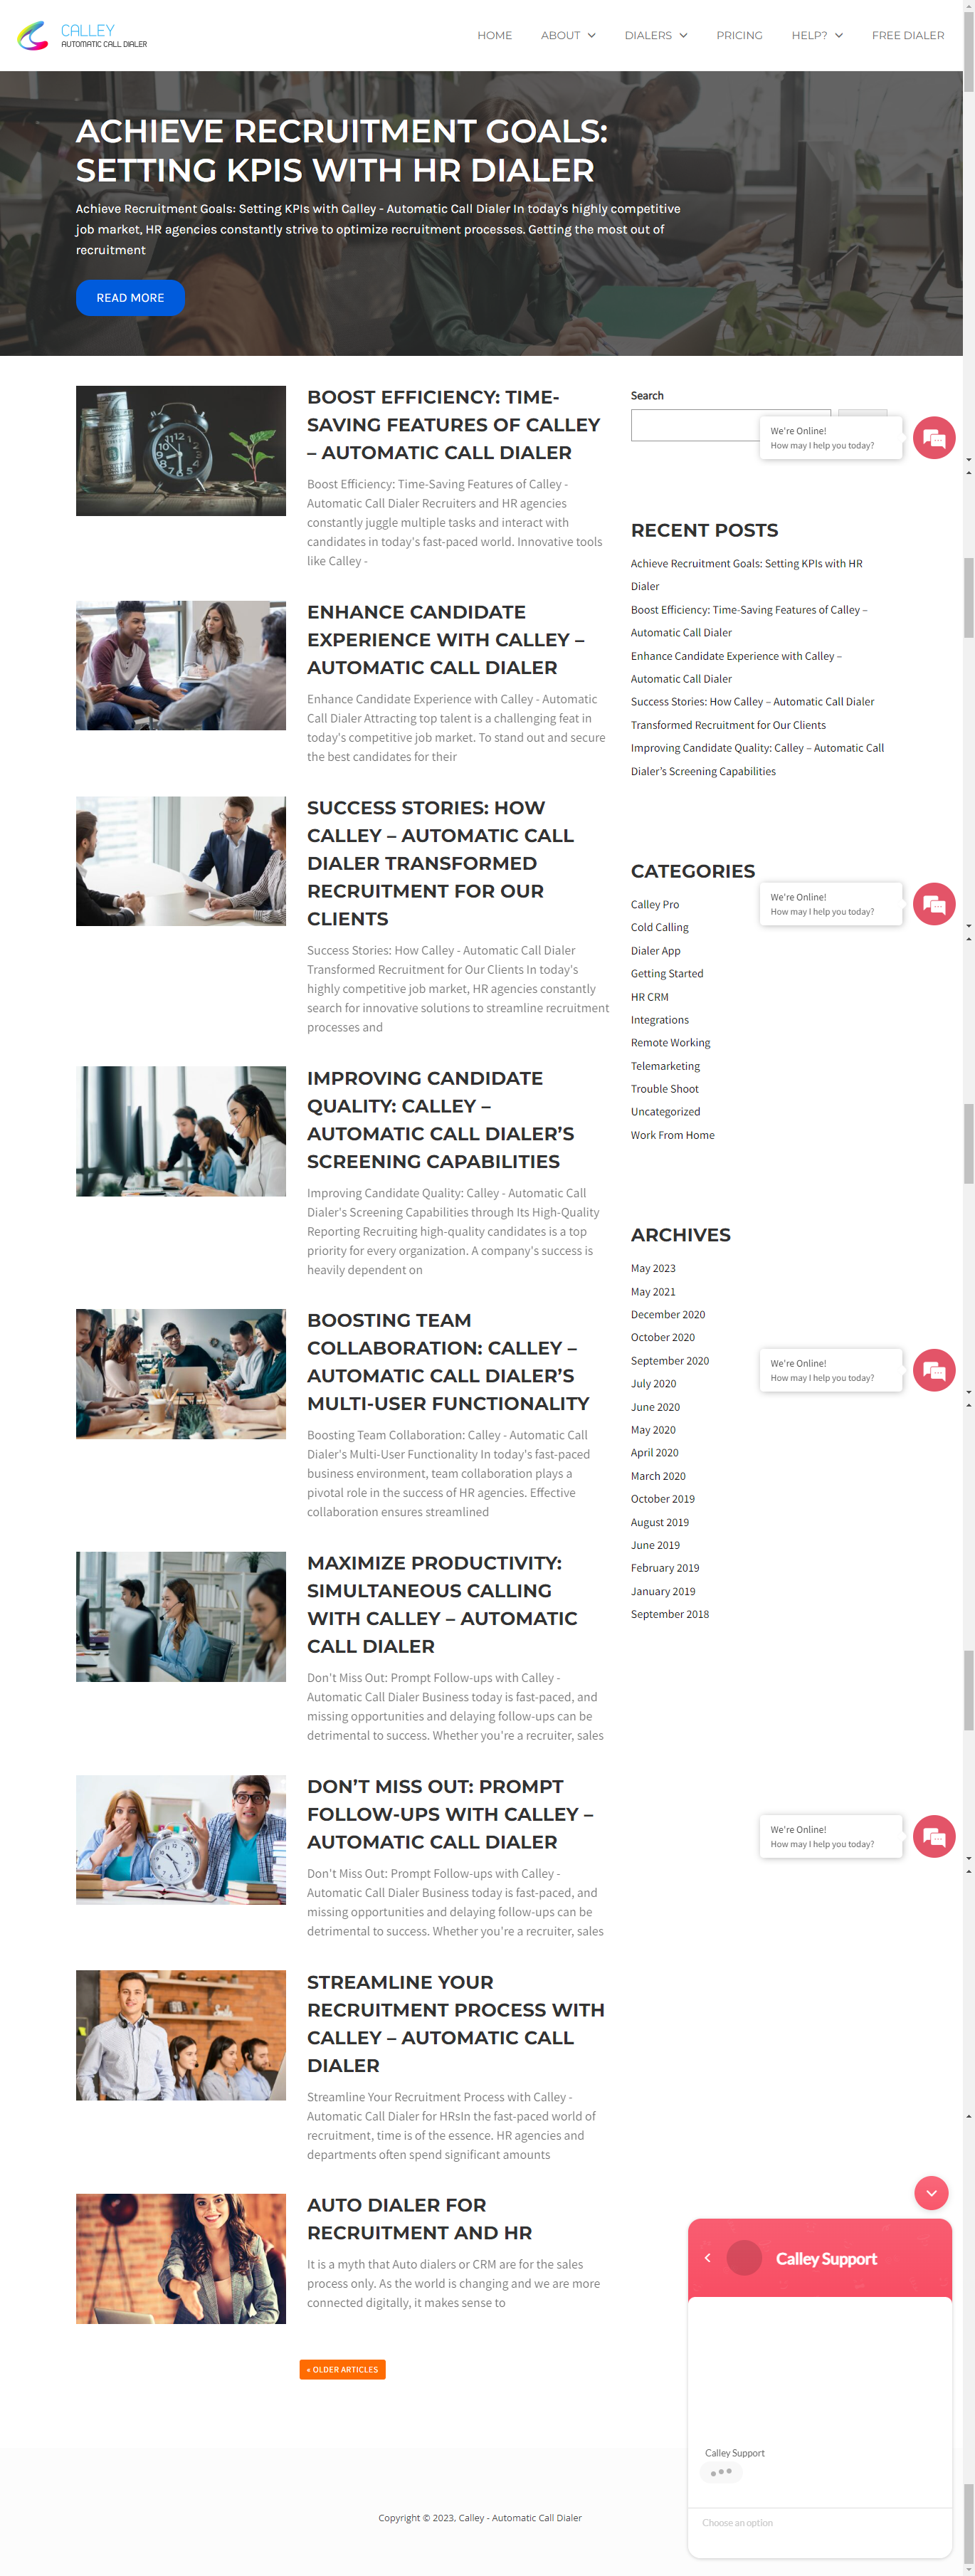 CALLEY
AUTOMATIC CALL DIALER
HOME
ABOUT
DIALERS
PRICING
HELP?
FREE DIALER
ACHIEVE RECRUITMENT GOALS:
SETTING KPIS WITH HR DIALER
Achieve Recruitment Goals: Setting KPIs with Calley - Automatic Call Dialer In today's highly competitive
job market, HR agencies constantly strive to optimize recruitment processes. Getting the most out of
recruitment
READ MORE
BOOST EFFICIENCY: TIME-
SAVING FEATURES OF CALLEY
– AUTOMATIC CALL DIALER
Boost Efficiency: Time-Saving Features of Calley -
Automatic Call Dialer Recruiters and HR agencies
constantly juggle multiple tasks and interact with
candidates in today's fast-paced world. Innovative tools
like Calley -
ENHANCE CANDIDATE
EXPERIENCE WITH CALLEY –
AUTOMATIC CALL DIALER
Enhance Candidate Experience with Calley - Automatic
Call Dialer Attracting top talent is a challenging feat in
today's competitive job market. To stand out and secure
the best candidates for their
SUCCESS STORIES: HOW
CALLEY – AUTOMATIC CALL
DIALER TRANSFORMED
RECRUITMENT FOR OUR
CLIENTS
Success Stories: How Calley - Automatic Call Dialer
Transformed Recruitment for Our Clients In today's
highly competitive job market, HR agencies constantly
search for innovative solutions to streamline recruitment
processes and
IMPROVING CANDIDATE
QUALITY: CALLEY –
AUTOMATIC CALL DIALER’S
SCREENING CAPABILITIES
Improving Candidate Quality: Calley - Automatic Call
Dialer's Screening Capabilities through Its High-Quality
Reporting Recruiting high-quality candidates is a top
priority for every organization. A company's success is
heavily dependent on
BOOSTING TEAM
COLLABORATION: CALLEY –
AUTOMATIC CALL DIALER’S
MULTI-USER FUNCTIONALITY
Boosting Team Collaboration: Calley - Automatic Call
Dialer's Multi-User Functionality In today's fast-paced
business environment, team collaboration plays a
pivotal role in the success of HR agencies. Effective
collaboration ensures streamlined
MAXIMIZE PRODUCTIVITY:
SIMULTANEOUS CALLING
WITH CALLEY – AUTOMATIC
CALL DIALER
Don't Miss Out: Prompt Follow-ups with Calley -
Automatic Call Dialer Business today is fast-paced, and
missing opportunities and delaying follow-ups can be
detrimental to success. Whether you're a recruiter, sales
DON’T MISS OUT: PROMPT
FOLLOW-UPS WITH CALLEY –
AUTOMATIC CALL DIALER
Don't Miss Out: Prompt Follow-ups with Calley -
Automatic Call Dialer Business today is fast-paced, and
missing opportunities and delaying follow-ups can be
detrimental to success. Whether you're a recruiter, sales
STREAMLINE YOUR
RECRUITMENT PROCESS WITH
CALLEY – AUTOMATIC CALL
DIALER
Streamline Your Recruitment Process with Calley -
Automatic Call Dialer for HRsIn the fast-paced world of
recruitment, time is of the essence. HR agencies and
departments often spend significant amounts
AUTO DIALER FOR
RECRUITMENT AND HR
It is a myth that Auto dialers or CRM are for the sales
process only. As the world is changing and we are more
connected digitally, it makes sense to
« OLDER ARTICLES
Search
We're Online!
How may I help you today?
RECENT POSTS
Achieve Recruitment Goals: Setting KPIs with HR
Dialer
Boost Efficiency: Time-Saving Features of Calley –
Automatic Call Dialer
Enhance Candidate Experience with Calley –
Automatic Call Dialer
Success Stories: How Calley – Automatic Call Dialer
Transformed Recruitment for Our Clients
Improving Candidate Quality: Calley – Automatic Call
Dialer’s Screening Capabilities
CATEGORIES
We're Online!
How may I help you today?
Calley Pro
Cold Calling
Dialer App
Getting Started
HR CRM
Integrations
Remote Working
Telemarketing
Trouble Shoot
Uncategorized
Work From Home
ARCHIVES
May 2023
May 2021
December 2020
October 2020
September 2020
We're Online!
How may I help you today?
July 2020
June 2020
May 2020
April 2020
March 2020
October 2019
August 2019
June 2019
February 2019
January 2019
September 2018
We're Online!
How may I help you today?
Calley Support
Calley Support
Choose an option
Copyright © 2023, Calley - Automatic Call Dialer